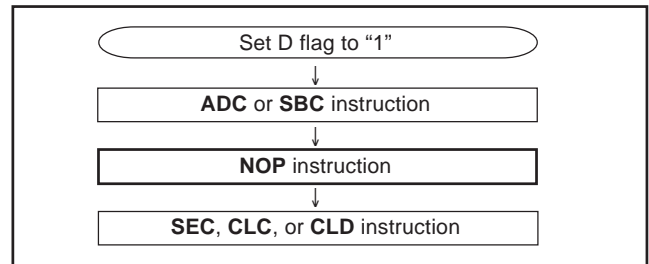 Set D flag to “1”
ADC or SBC instruction
NOP instruction
SEC, CLC, or CLD instruction